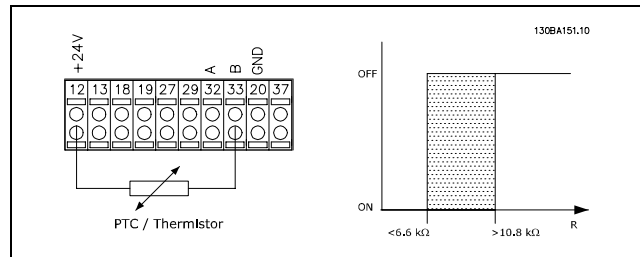 130BA151.10
+24V
A
B
GND
12 13 18 19 27 29 32 33 20 37
PTC / Thermistor
OFF
ON
<6.6 kΩ
>10.8 kΩ
R